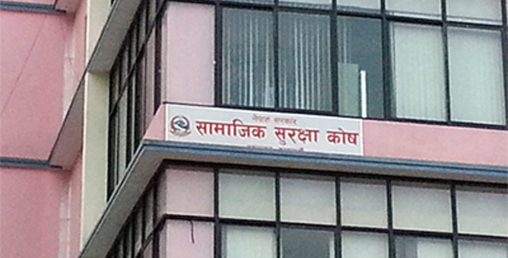 नेपाल सरकार
सामाजिक सुरक्षा कोष